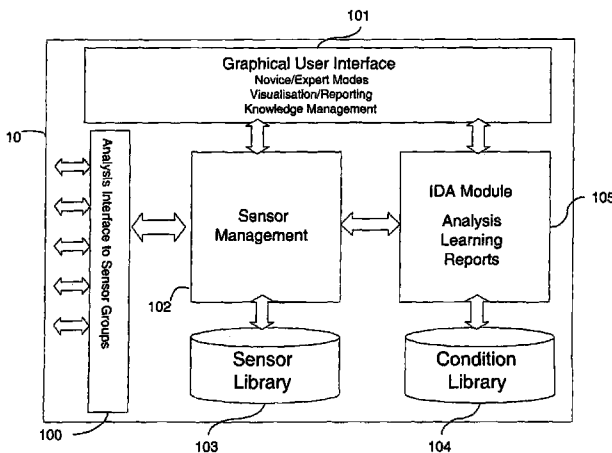 101
Graphical User Interface
Novice/Expert Modes
Visualisation/Reporting
Knowledge Management
10
Analysis Interface to Sensor Groups
Sensor
Management
IDA Module
Analysis
Learning
Reports
105
102
Sensor
Library
Condition
Library
100
103
104